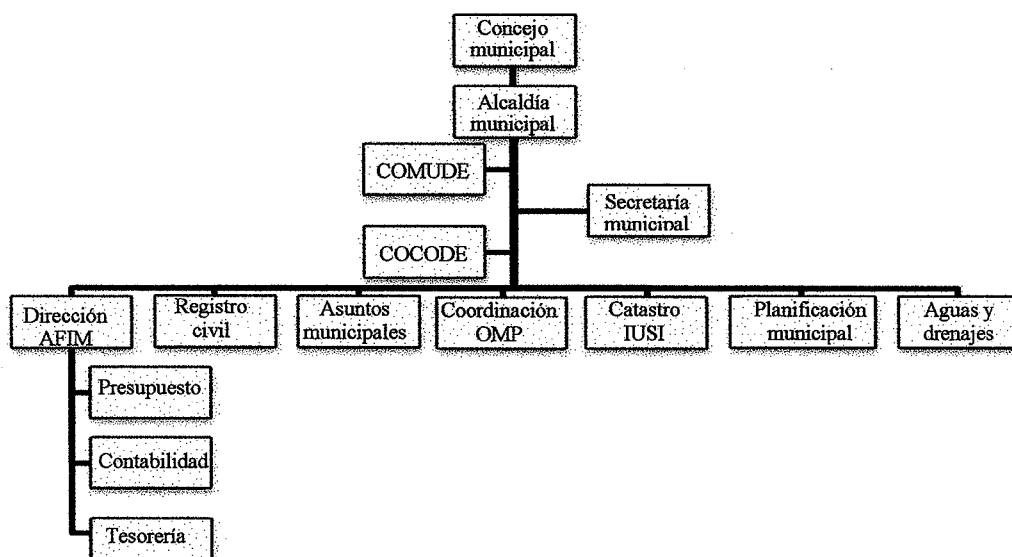 Concejo
municipal
Alcaldía
municipal
COMUDE
Secretaría
municipal
COCODE
Dirección
AFIM
Registro
civil
Asuntos
municipales
Coordinación
OMP
Catastro
IUSI
Planificación
municipal
Aguas y
drenajes
Presupuesto
Contabilidad
Tesorería